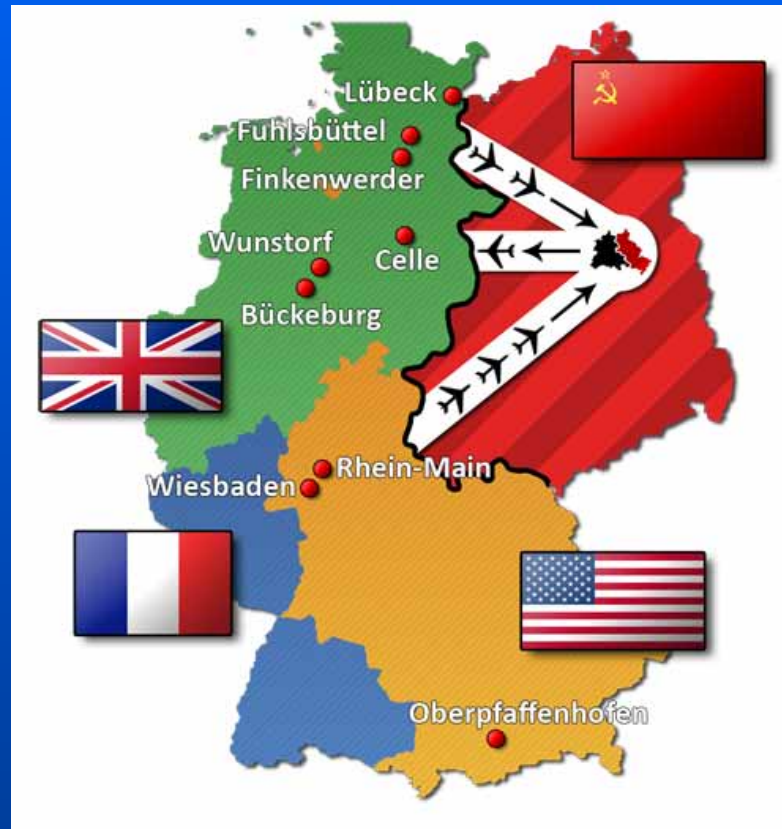 Lübeck
Fuhlsbüttel
Finkenwerder
Wunstorf
Celle
Bückeburg
Rhein-Main
Wiesbaden
Oberpfaffenhofen